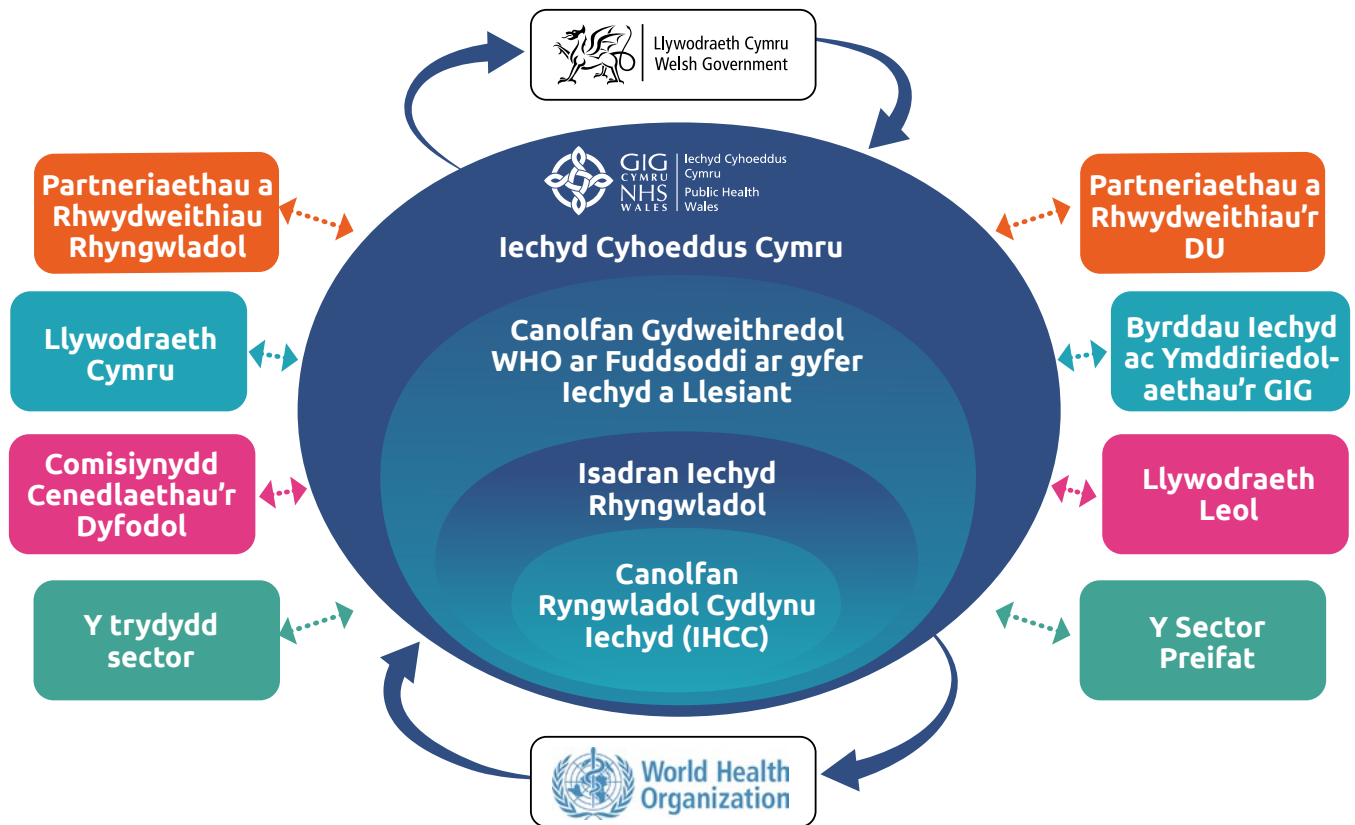 Llywodraeth Cymru
Welsh Government
GIG
CYMRU
NHS
WALES
Iechyd Cyhoeddus
Cymru
Public Health
Wales
Iechyd Cyhoeddus Cymru
Partneriaethau a
Rhwydweithiau
Rhyngwladol
Llywodraeth
Cymru
Comisiynydd
Cenedlaethau'r
Dyfodol
Y trydydd
sector
Canolfan Gydweithredol
WHO ar Fuddsoddi ar gyfer
Iechyd a Llesiant
Isadran Iechyd
Rhyngwladol
Canolfan
Ryngwladol Cydlynu
Iechyd (IHCC)
Partneriaethau a
Rhwydweithiau'r
DU
Byrddau Iechyd
ac Ymddiriedol-
aethau'r GIG
Llywodraeth
Leol
Y Sector
Preifat
World Health
Organization